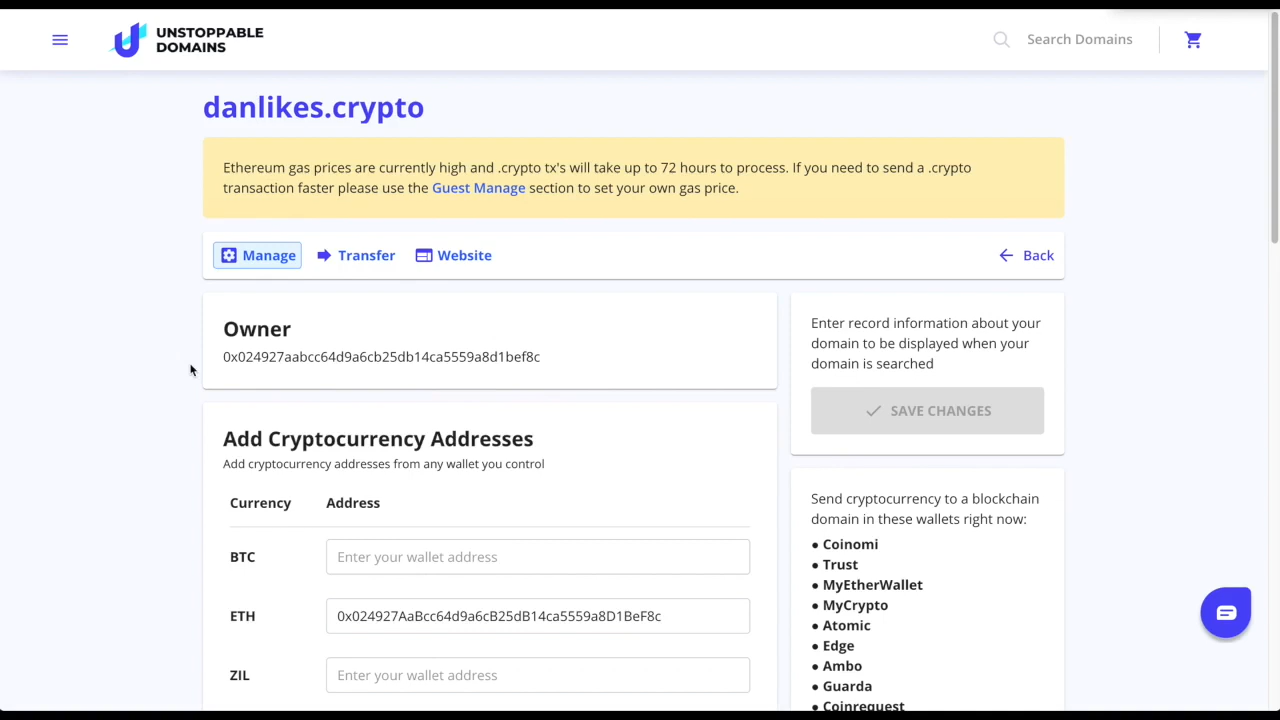 UNSTOPPABLE
DOMAINS
Search Domains
danlikes.crypto
Ethereum gas prices are currently high and .crypto tx's will take up to 72 hours to process. If you need to send a .crypto
transaction faster please use the Guest Manage section to set your own gas price.
Manage
Transfer
Website
Back
Owner
0x024927aabcc64d9a6cb25db14ca5559a8d1bef8c
Enter record information about your
domain to be displayed when your
domain is searched
SAVE CHANGES
Add Cryptocurrency Addresses
Add cryptocurrency addresses from any wallet you control
Currency Address
BTC Enter your wallet address
ETH 0x024927AaBcc64d9a6cB25dB14ca5559a8D1BeF8c
ZIL Enter your wallet address
Send cryptocurrency to a blockchain
domain in these wallets right now:
● Coinomi
● Trust
● MyEtherWallet
● MyCrypto
● Atomic
● Edge
● Ambo
● Guarda
● Coinrequest